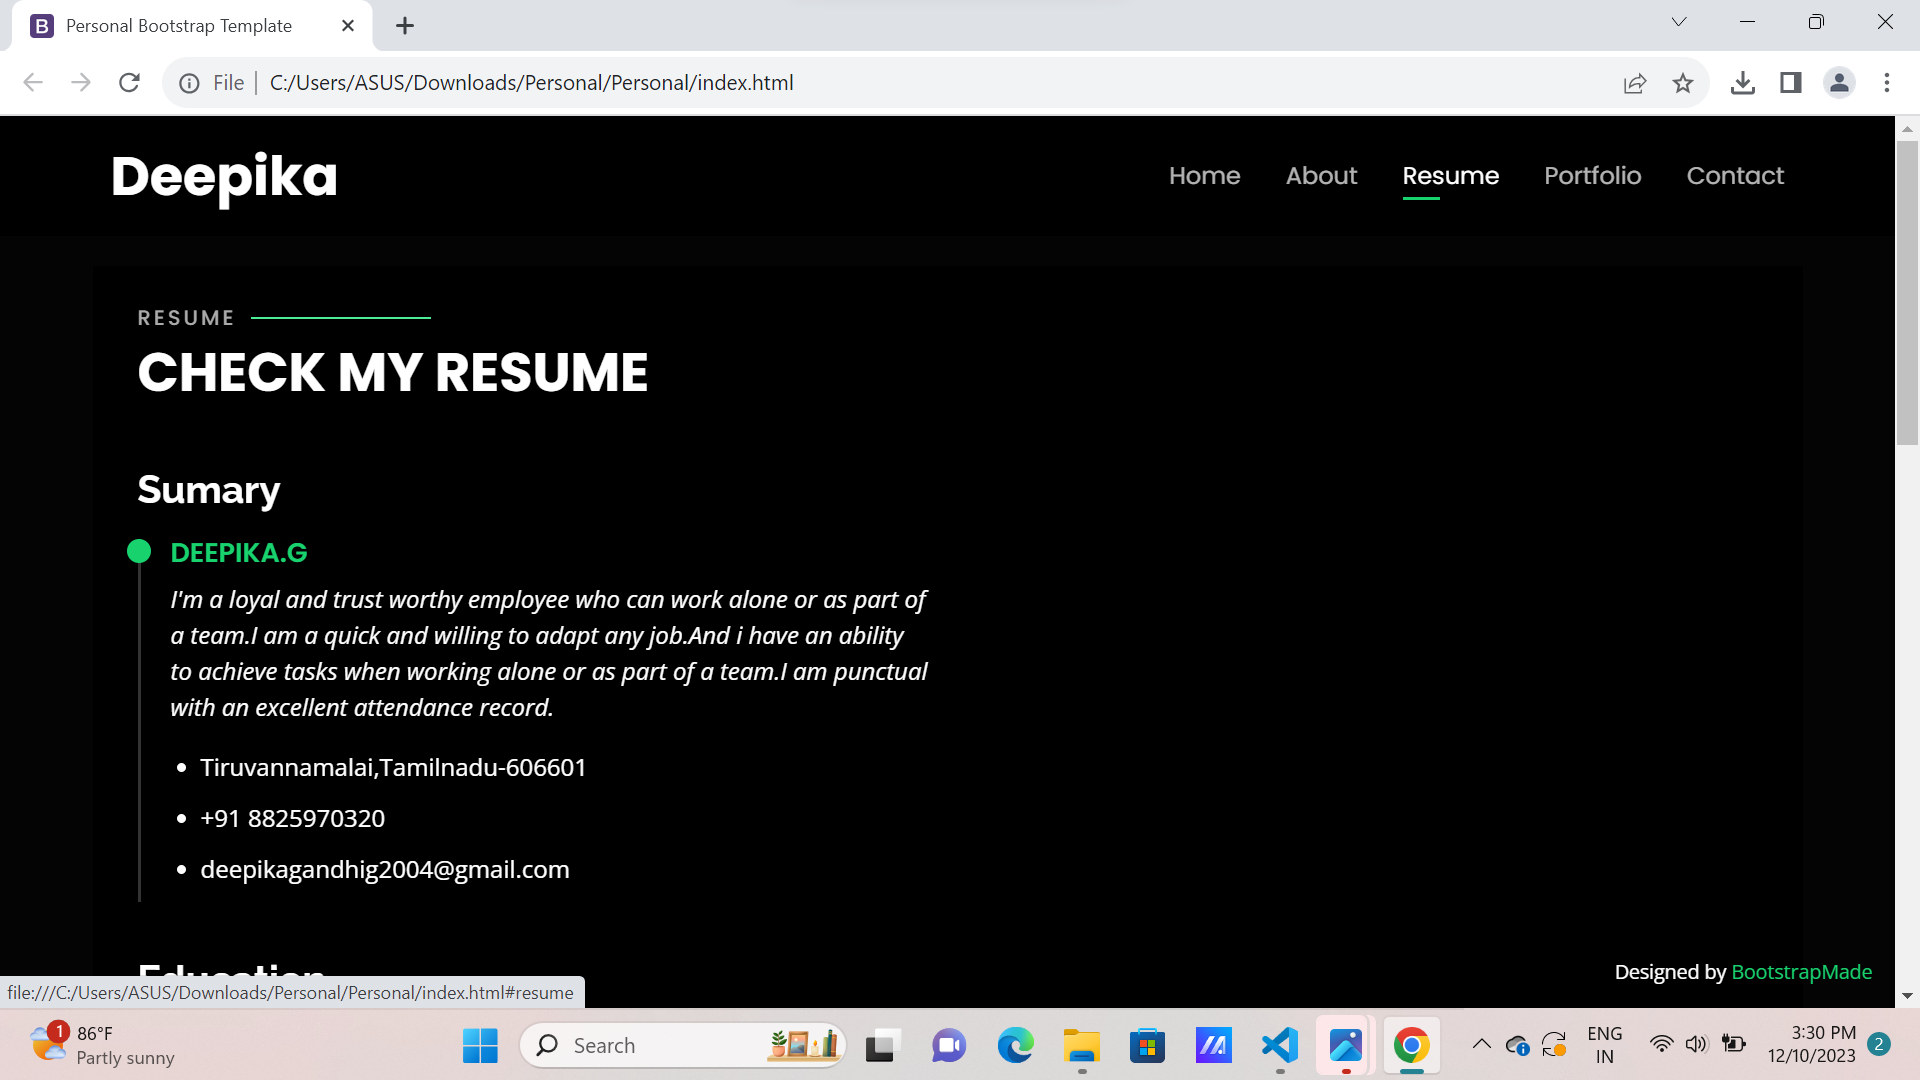 Personal Bootstrap Template
File
C:/Users/ASUS/Downloads/Personal/Personal/index.html
Deepika
Home About Resume Portfolio Contact
RESUME
CHECK MY RESUME
Sumary
DEEPIKA.G
I'm a loyal and trust worthy employee who can work alone or as part of
a team.I am a quick and willing to adapt any job.And i have an ability
to achieve tasks when working alone or as part of a team.I am punctual
with an excellent attendance record.
Tiruvannamalai,Tamilnadu-606601
+91 8825970320
deepikagandhig2004@gmail.com
Education
Designed by BootstrapMade
file:///C:/Users/ASUS/Downloads/Personal/Personal/index.html#resume
1
86°F
Partly sunny
Search
ENG
IN
3:30 PM
12/10/2023
2